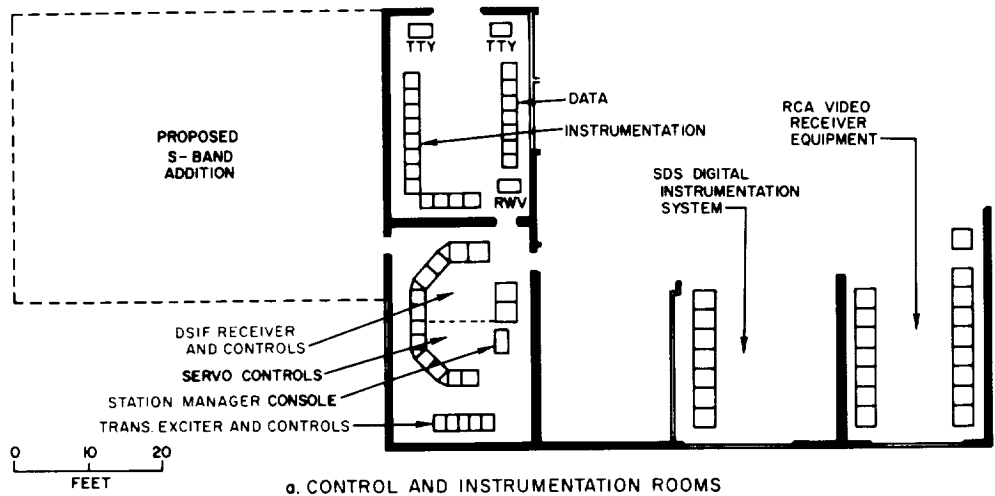 TTY
TTY
DATA
INSTRUMENTATION
RCA VIDEO
RECEIVER
EQUIPMENT
PROPOSED
S-BAND
ADDITION
SDS DIGITAL
INSTRUMENTATION
SYSTEM
RWV
DSIF RECEIVER
AND CONTROLS
SERVO CONTROLS
STATION MANAGER CONSOLE
TRANS. EXCITER AND CONTROLS
0 10 20
FEET
a. CONTROL AND INSTRUMENTATION ROOMS